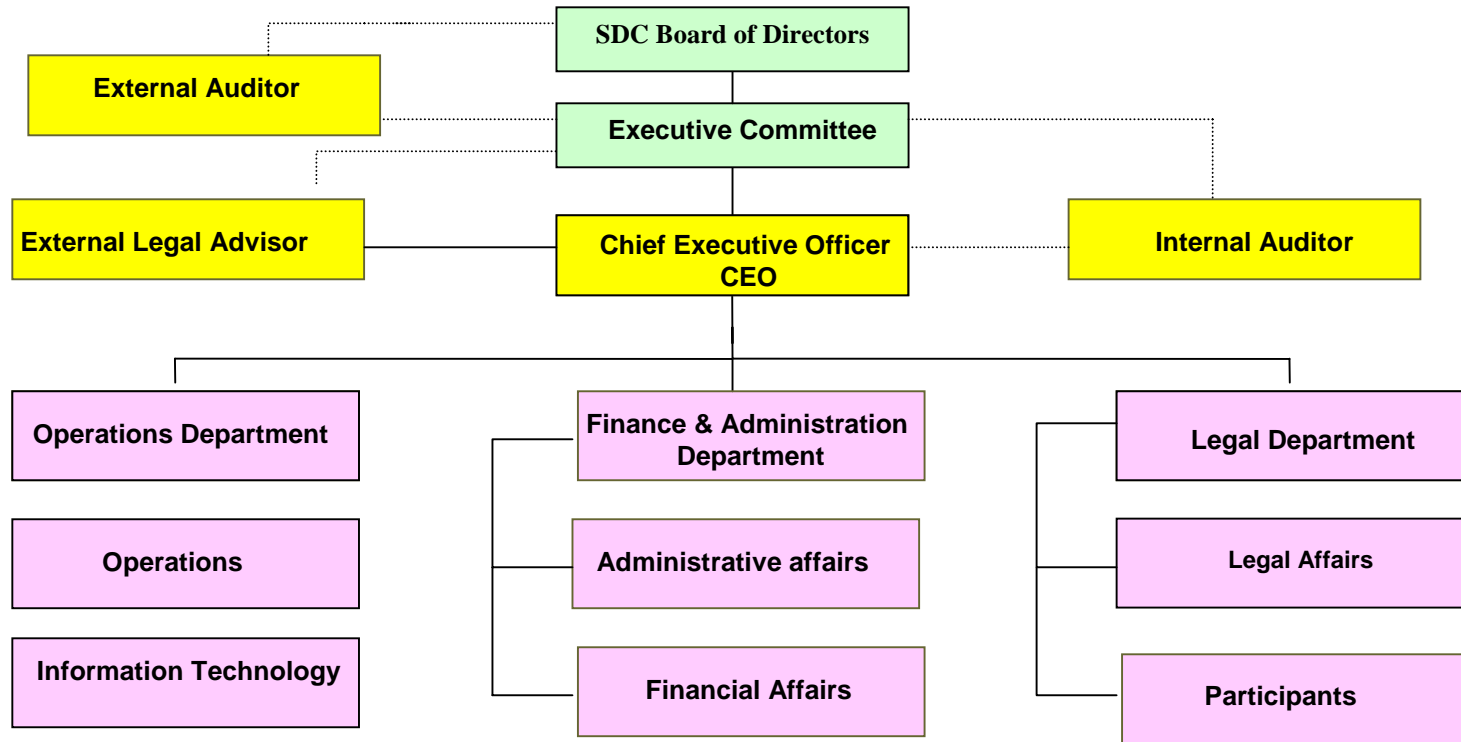 SDC Board of Directors
External Auditor
Executive Committee
External Legal Advisor
Chief Executive Officer
CEO
Internal Auditor
Operations Department
Finance & Administration
Department
Legal Department
Operations
Administrative affairs
Legal Affairs
Information Technology
Financial Affairs
Participants